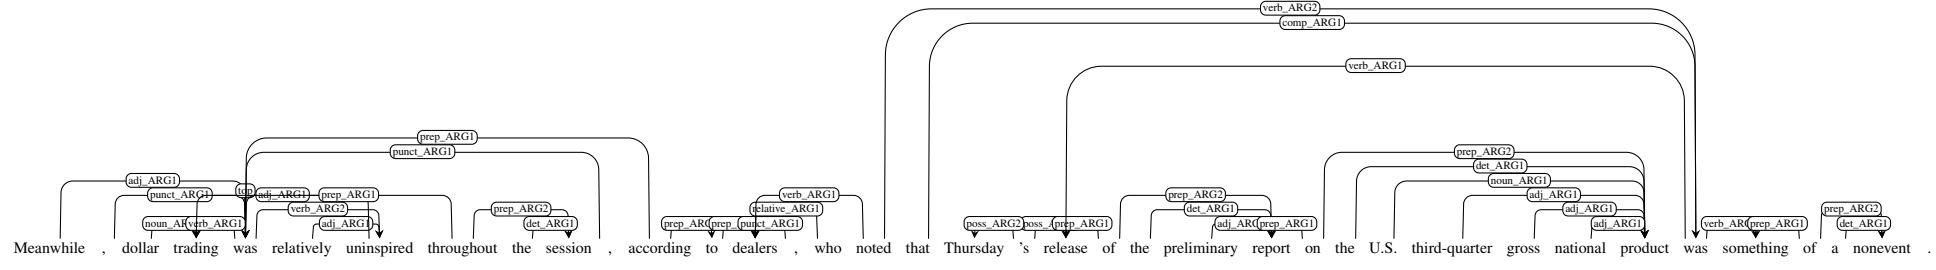 verb_ARG2
comp_ARG1
verb_ARG1
prep_ARG1
punct_ARG1 prep_ARG2
det_ARG1
adj_ARG1 noun_ARG1
top
punct_ARG1 adj_ARG1 prep_ARG1 verb_ARG1 prep_ARG2 adj_ARG1
verb_ARG2 prep_ARG2 relative_ARG1 det_ARG1 adj_ARG1 prep_ARG2
verb_ARG1 adj_ARG1 det_ARG1 punct_ARG1 poss_ARG2 prep_ARG1 prep_ARG1 adj_ARG1 prep_ARG1 det_ARG1
Meanwhile , dollar trading was relatively uninspired throughout the session , according to dealers , who noted that Thursday 's release of the preliminary report on the U.S. third-quarter gross national product was something of a nonevent .